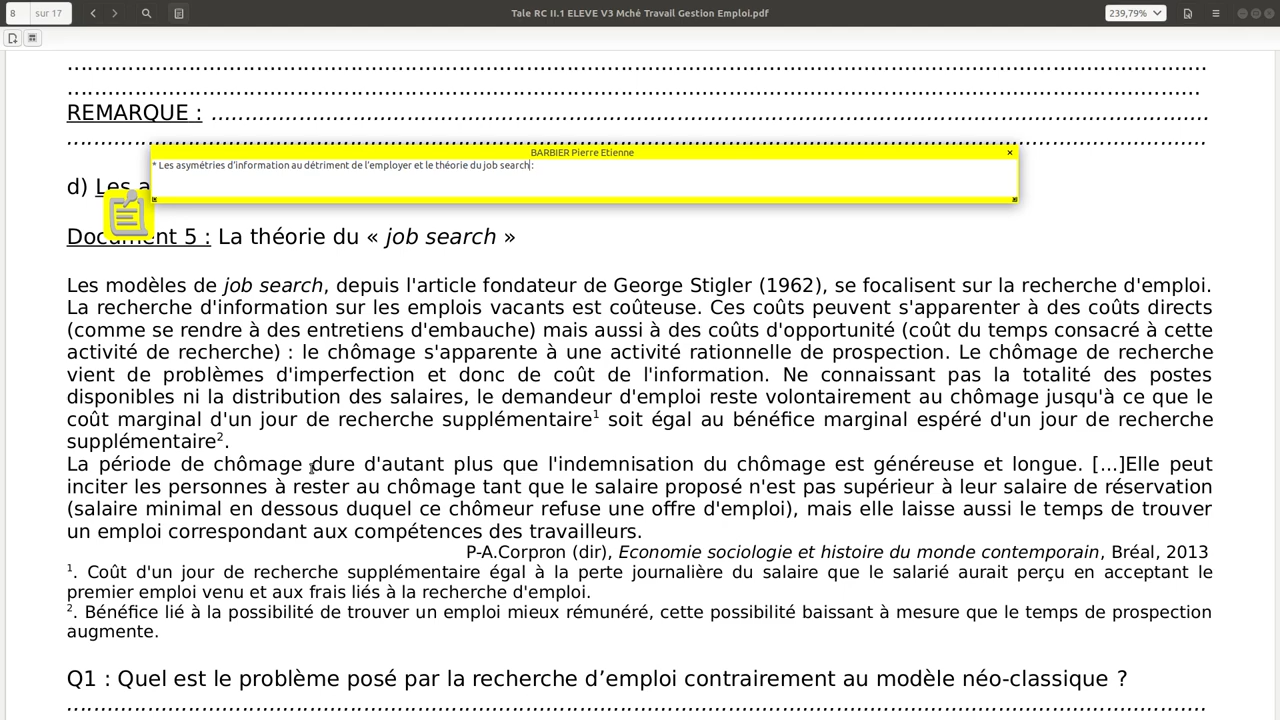 8 sur 17 Tale RC II.1 ELEVE V3 Mché Travail Gestion Emploi.pdf 239,79%
REMARQUE : 
BARBIER Pierre Etienne ×
* Les asymétries d'information au détriment de l'employer et le théorie du job search:
d) Les a
Document 5 : La théorie du « job search »
Les modèles de job search, depuis l'article fondateur de George Stigler (1962), se focalisent sur la recherche d'emploi.
La recherche d'information sur les emplois vacants est coûteuse. Ces coûts peuvent s'apparenter à des coûts directs
(comme se rendre à des entretiens d'embauche) mais aussi à des coûts d'opportunité (coût du temps consacré à cette
activité de recherche) : le chômage s'apparente à une activité rationnelle de prospection. Le chômage de recherche
vient de problèmes d'imperfection et donc de coût de l'information. Ne connaissant pas la totalité des postes
disponibles ni la distribution des salaires, le demandeur d'emploi reste volontairement au chômage jusqu'à ce que le
coût marginal d'un jour de recherche supplémentaire¹ soit égal au bénéfice marginal espéré d'un jour de recherche
supplémentaire².
La période de chômage dure d'autant plus que l'indemnisation du chômage est généreuse et longue. [...]Elle peut
inciter les personnes à rester au chômage tant que le salaire proposé n'est pas supérieur à leur salaire de réservation
(salaire minimal en dessous duquel ce chômeur refuse une offre d'emploi), mais elle laisse aussi le temps de trouver
un emploi correspondant aux compétences des travailleurs.
P-A.Corpron (dir), Economie sociologie et histoire du monde contemporain, Bréal, 2013
¹. Coût d'un jour de recherche supplémentaire égal à la perte journalière du salaire que le salarié aurait perçu en acceptant le
premier emploi venu et aux frais liés à la recherche d'emploi.
². Bénéfice lié à la possibilité de trouver un emploi mieux rémunéré, cette possibilité baissant à mesure que le temps de prospection
augmente.
Q1 : Quel est le problème posé par la recherche d’emploi contrairement au modèle néo-classique ?